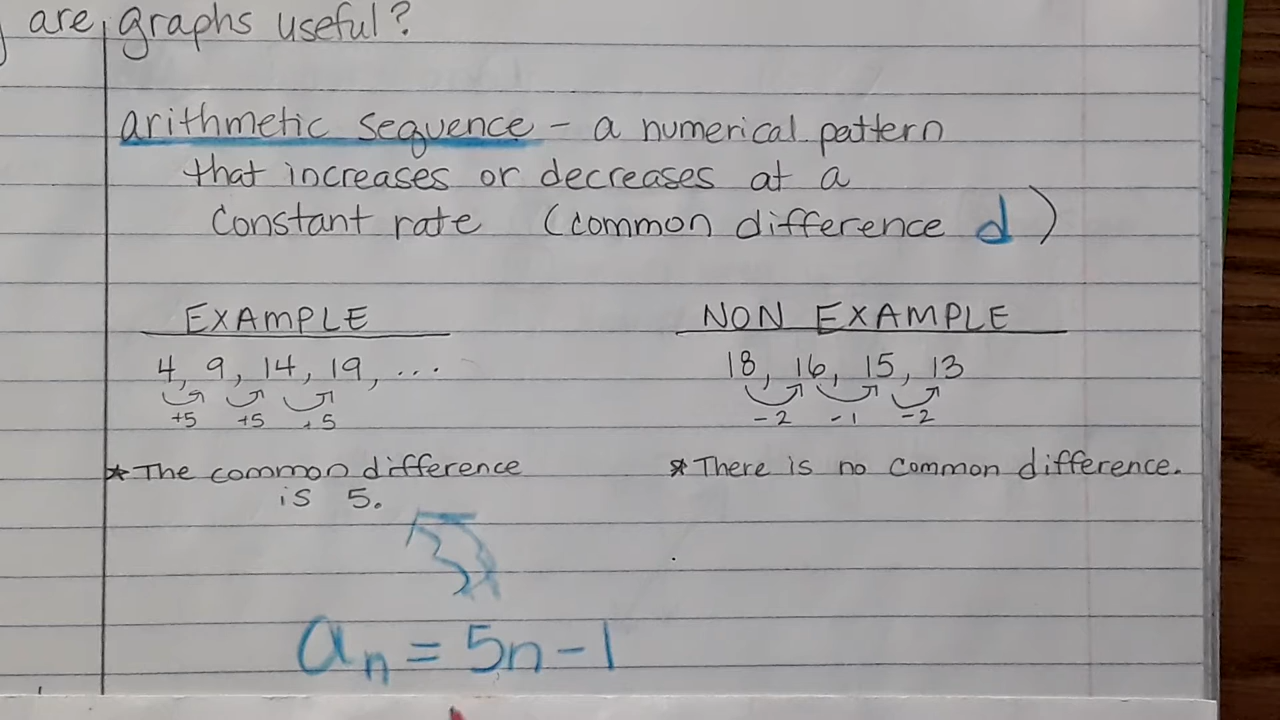 are graphs useful?
arithmetic sequence – a numerical pattern
that increases or decreases at a
constant rate (common difference d)
EXAMPLE
4, 9, 14, 19, ...
+5 +5 +5
* The common difference
is 5.
NON EXAMPLE
18, 16, 15, 13
-2 -1 -2
* There is no common difference.
aₙ = 5n - 1